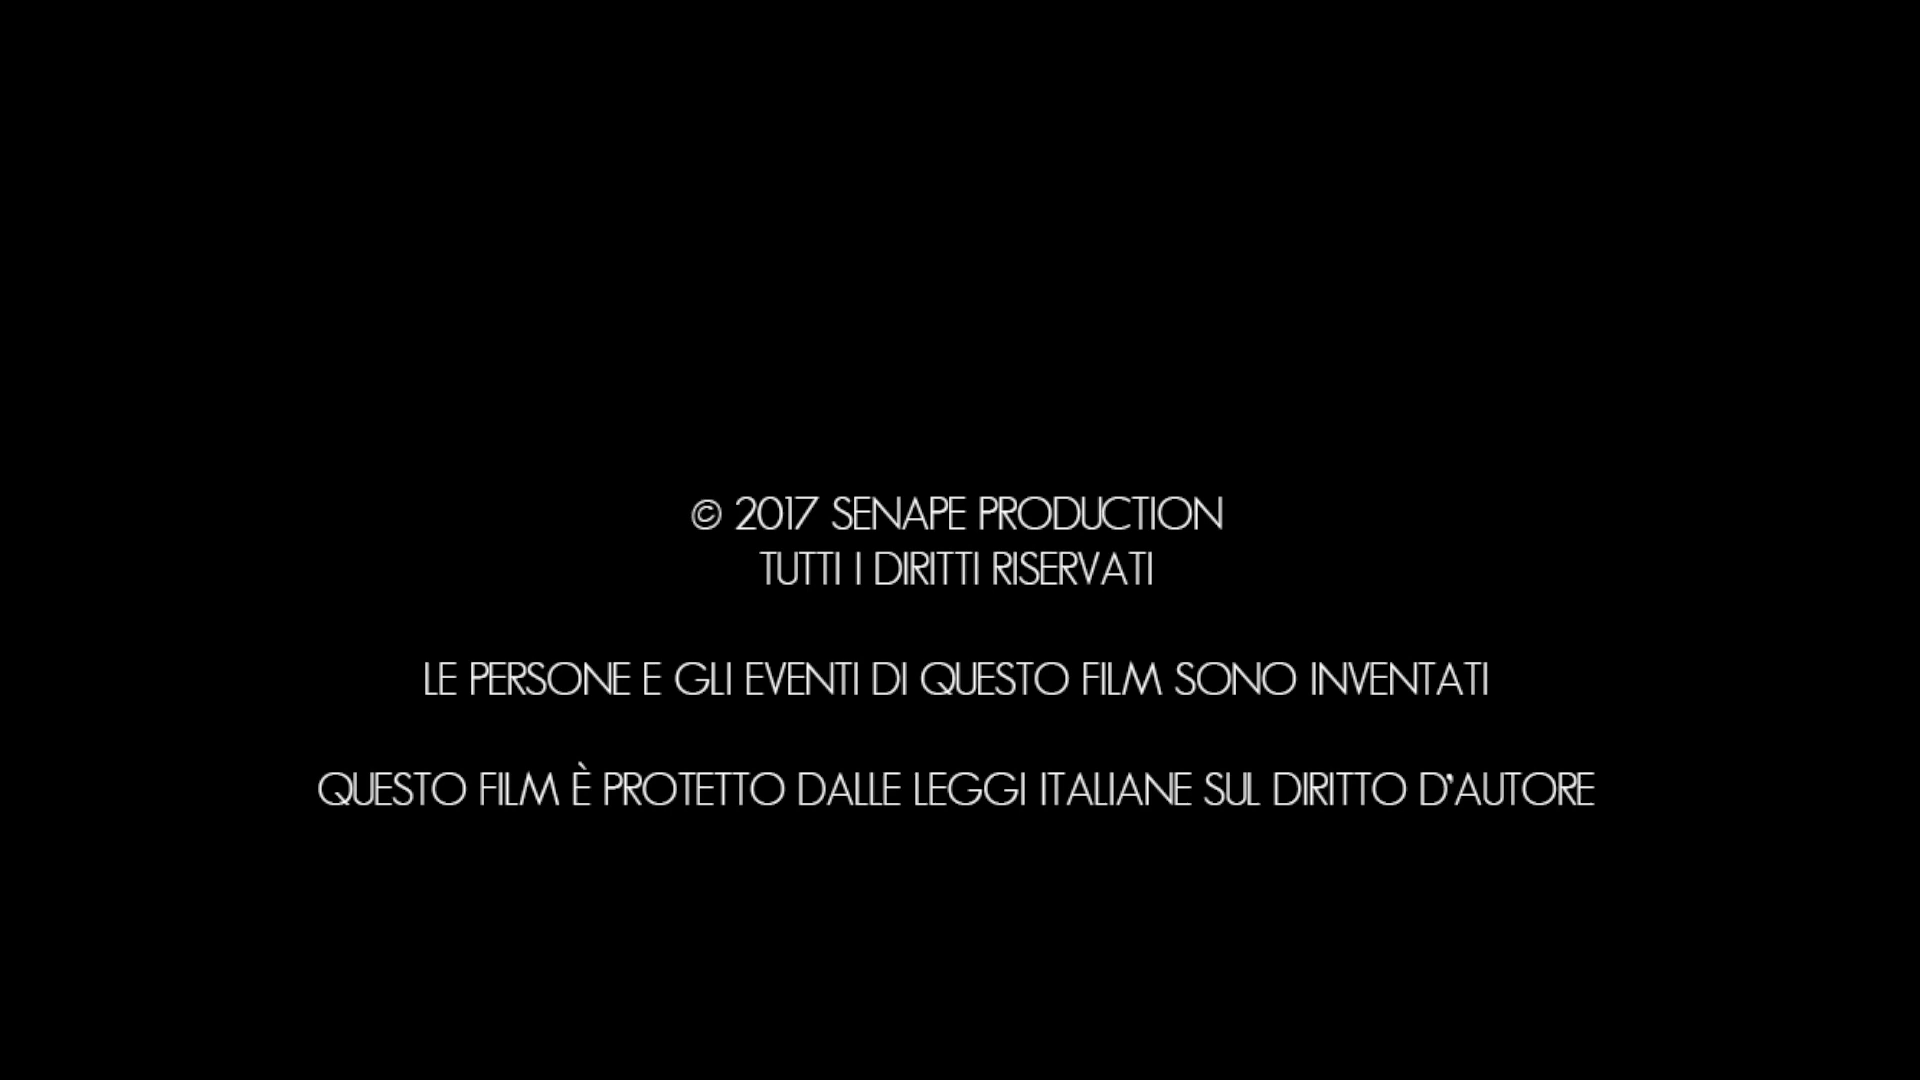 © 2017 SENAPE PRODUCTION
TUTTI I DIRITTI RISERVATI
LE PERSONE E GLI EVENTI DI QUESTO FILM SONO INVENTATI
QUESTO FILM È PROTETTO DALLE LEGGI ITALIANE SUL DIRITTO D’AUTORE